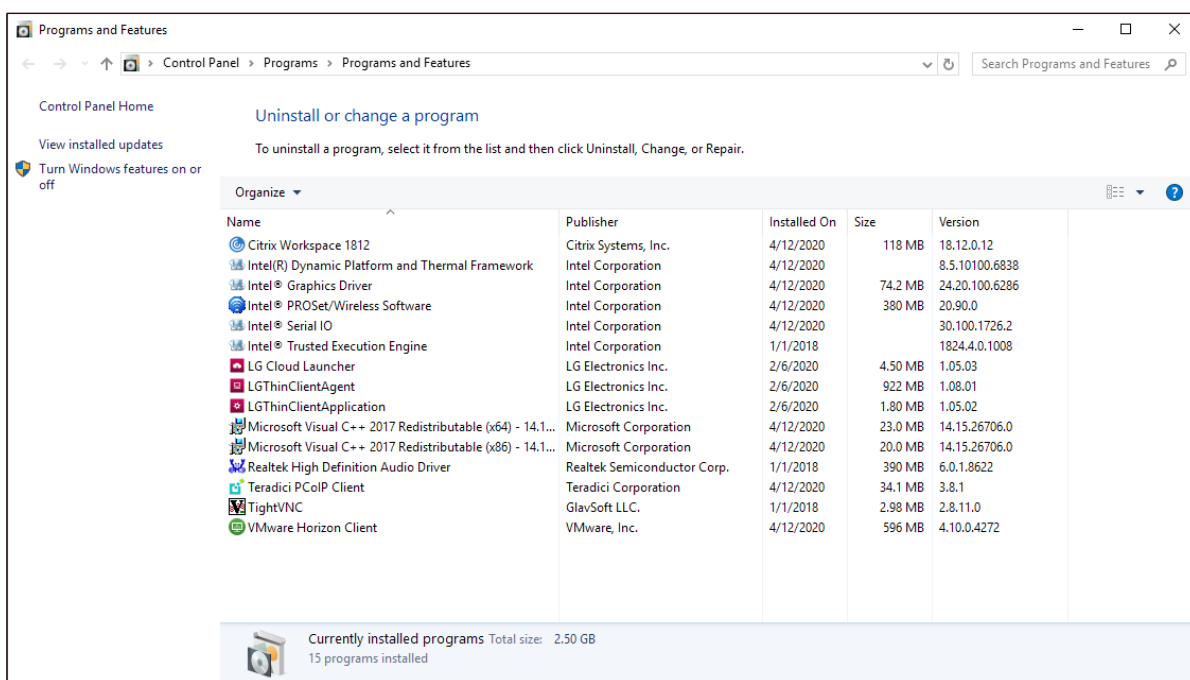 Programs and Features
Control Panel > Programs > Programs and Features
Search Programs and Features
Control Panel Home
View installed updates
Turn Windows features on or
off
Uninstall or change a program
To uninstall a program, select it from the list and then click Uninstall, Change, or Repair.
Organize
Name Publisher Installed On Size Version
Citrix Workspace 1812 Citrix Systems, Inc. 4/12/2020 118 MB 18.12.0.12
Intel(R) Dynamic Platform and Thermal Framework Intel Corporation 4/12/2020 8.5.10100.6838
Intel® Graphics Driver Intel Corporation 4/12/2020 74.2 MB 24.20.100.6286
Intel® PROSet/Wireless Software Intel Corporation 4/12/2020 380 MB 20.90.0
Intel® Serial IO Intel Corporation 4/12/2020 30.100.1726.2
Intel® Trusted Execution Engine Intel Corporation 1/1/2018 1824.4.0.1008
LG Cloud Launcher LG Electronics Inc. 2/6/2020 4.50 MB 1.05.03
LGThinClientAgent LG Electronics Inc. 2/6/2020 922 MB 1.08.01
LGThinClientApplication LG Electronics Inc. 2/6/2020 1.80 MB 1.05.02
Microsoft Visual C++ 2017 Redistributable (x64) - 14.1... Microsoft Corporation 4/12/2020 23.0 MB 14.15.26706.0
Microsoft Visual C++ 2017 Redistributable (x86) - 14.1... Microsoft Corporation 4/12/2020 20.0 MB 14.15.26706.0
Realtek High Definition Audio Driver Realtek Semiconductor Corp. 1/1/2018 390 MB 6.0.1.8622
Teradici PCoIP Client Teradici Corporation 4/12/2020 34.1 MB 3.8.1
TightVNC GlavSoft LLC. 1/1/2018 2.98 MB 2.8.11.0
VMware Horizon Client VMware, Inc. 4/12/2020 596 MB 4.10.0.4272
Currently installed programs Total size: 2.50 GB
15 programs installed